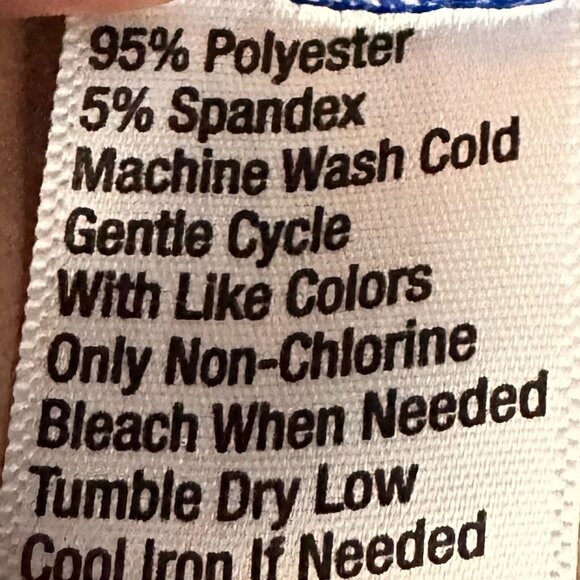 95% Polyester
5% Spandex
Machine Wash Cold
Gentle Cycle
With Like Colors
Only Non-Chlorine
Bleach When Needed
Tumble Dry Low
Cool Iron If Needed